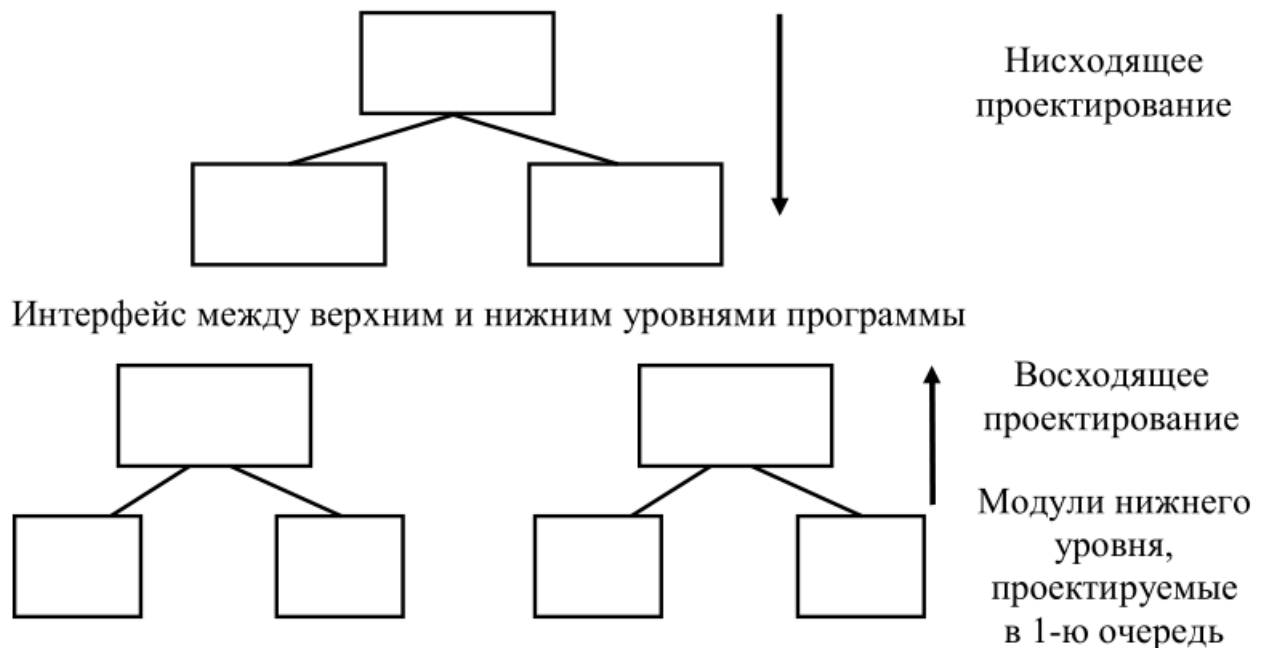 Нисходящее
проектирование
Интерфейс между верхним и нижним уровнями программы
Восходящее
проектирование
Модули нижнего
уровня,
проектируемые
в 1-ю очередь